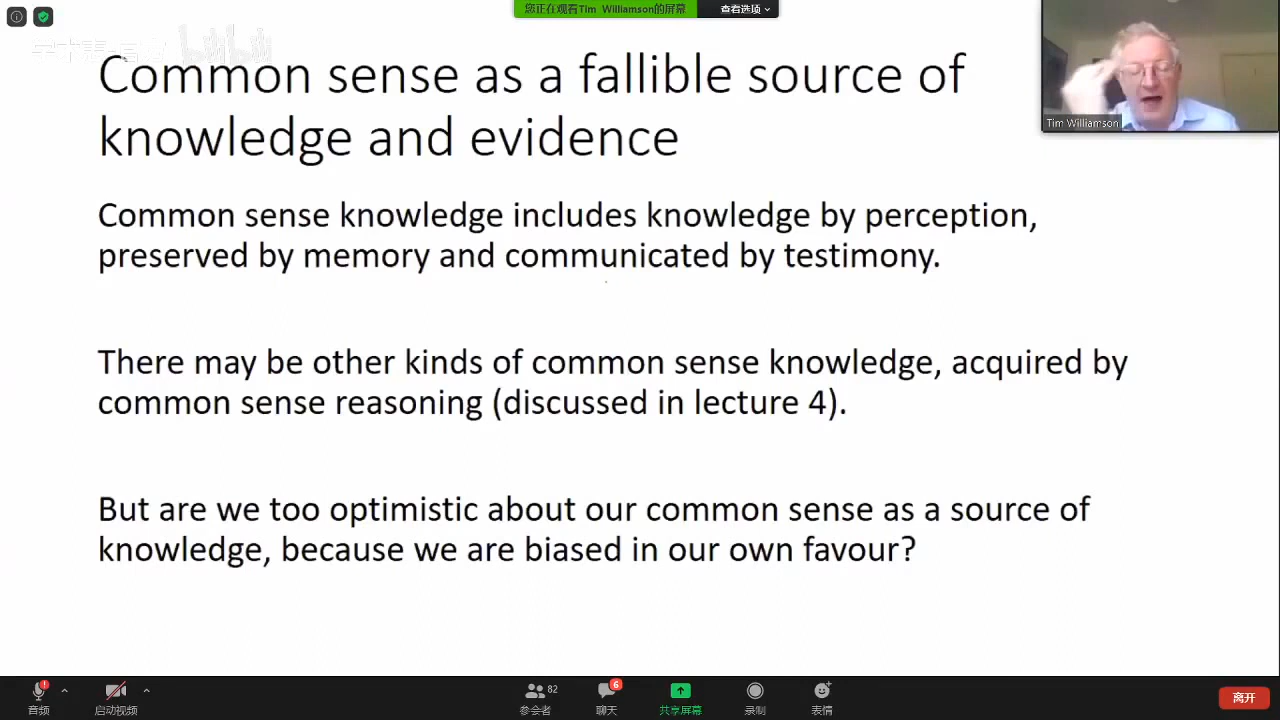 您正在观看Tim Williamson的屏幕
查看选项
Common sense as a fallible source of
knowledge and evidence
Tim Williamson
Common sense knowledge includes knowledge by perception,
preserved by memory and communicated by testimony.
There may be other kinds of common sense knowledge, acquired by
common sense reasoning (discussed in lecture 4).
But are we too optimistic about our common sense as a source of
knowledge, because we are biased in our own favour?
音频
启动视频
82
参会者
6
聊天
共享屏幕
录制
表情
离开